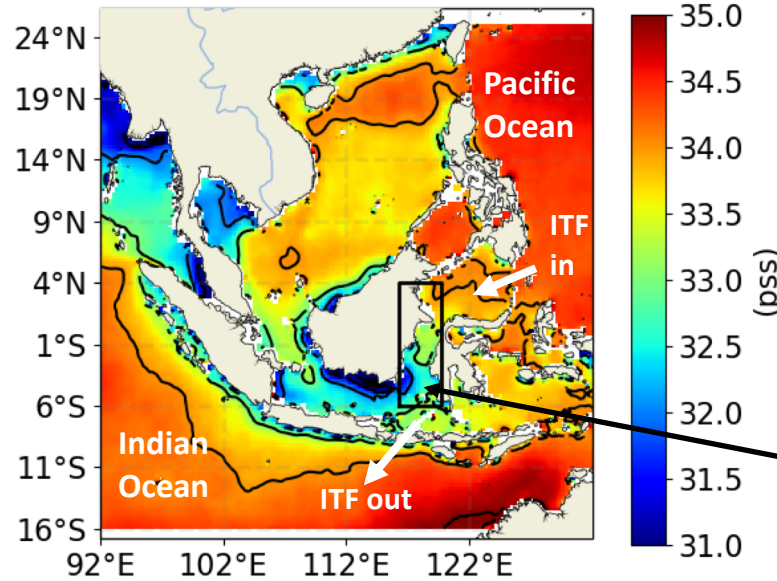 24°N
19°N
14°N
9°N
4°N
1°S
6°S
11°S
16°S
92°E
102°E
112°E
122°E
Pacific
Ocean
ITF
in
Indian
Ocean
ITF out
35.0
34.5
34.0
33.5
33.0
32.5
32.0
31.5
31.0
(pss)